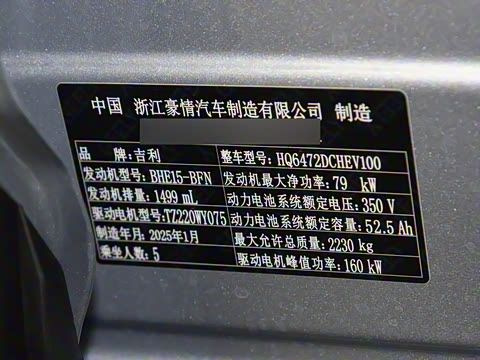 中国 浙江豪情汽车制造有限公司 制造
品 牌:吉利 整车型号:HQ6472DCHEV100
发动机型号:BHE15-BFN 发动机最大净功率:79 kW
发动机排量:1499 mL 动力电池系统额定电压:350 V
驱动电机型号:TZ220WY075 动力电池系统额定容量:52.5 Ah
制造年月:2025年1月 最大允许总质量:2230 kg
乘坐人数:5 驱动电机峰值功率:160 kW